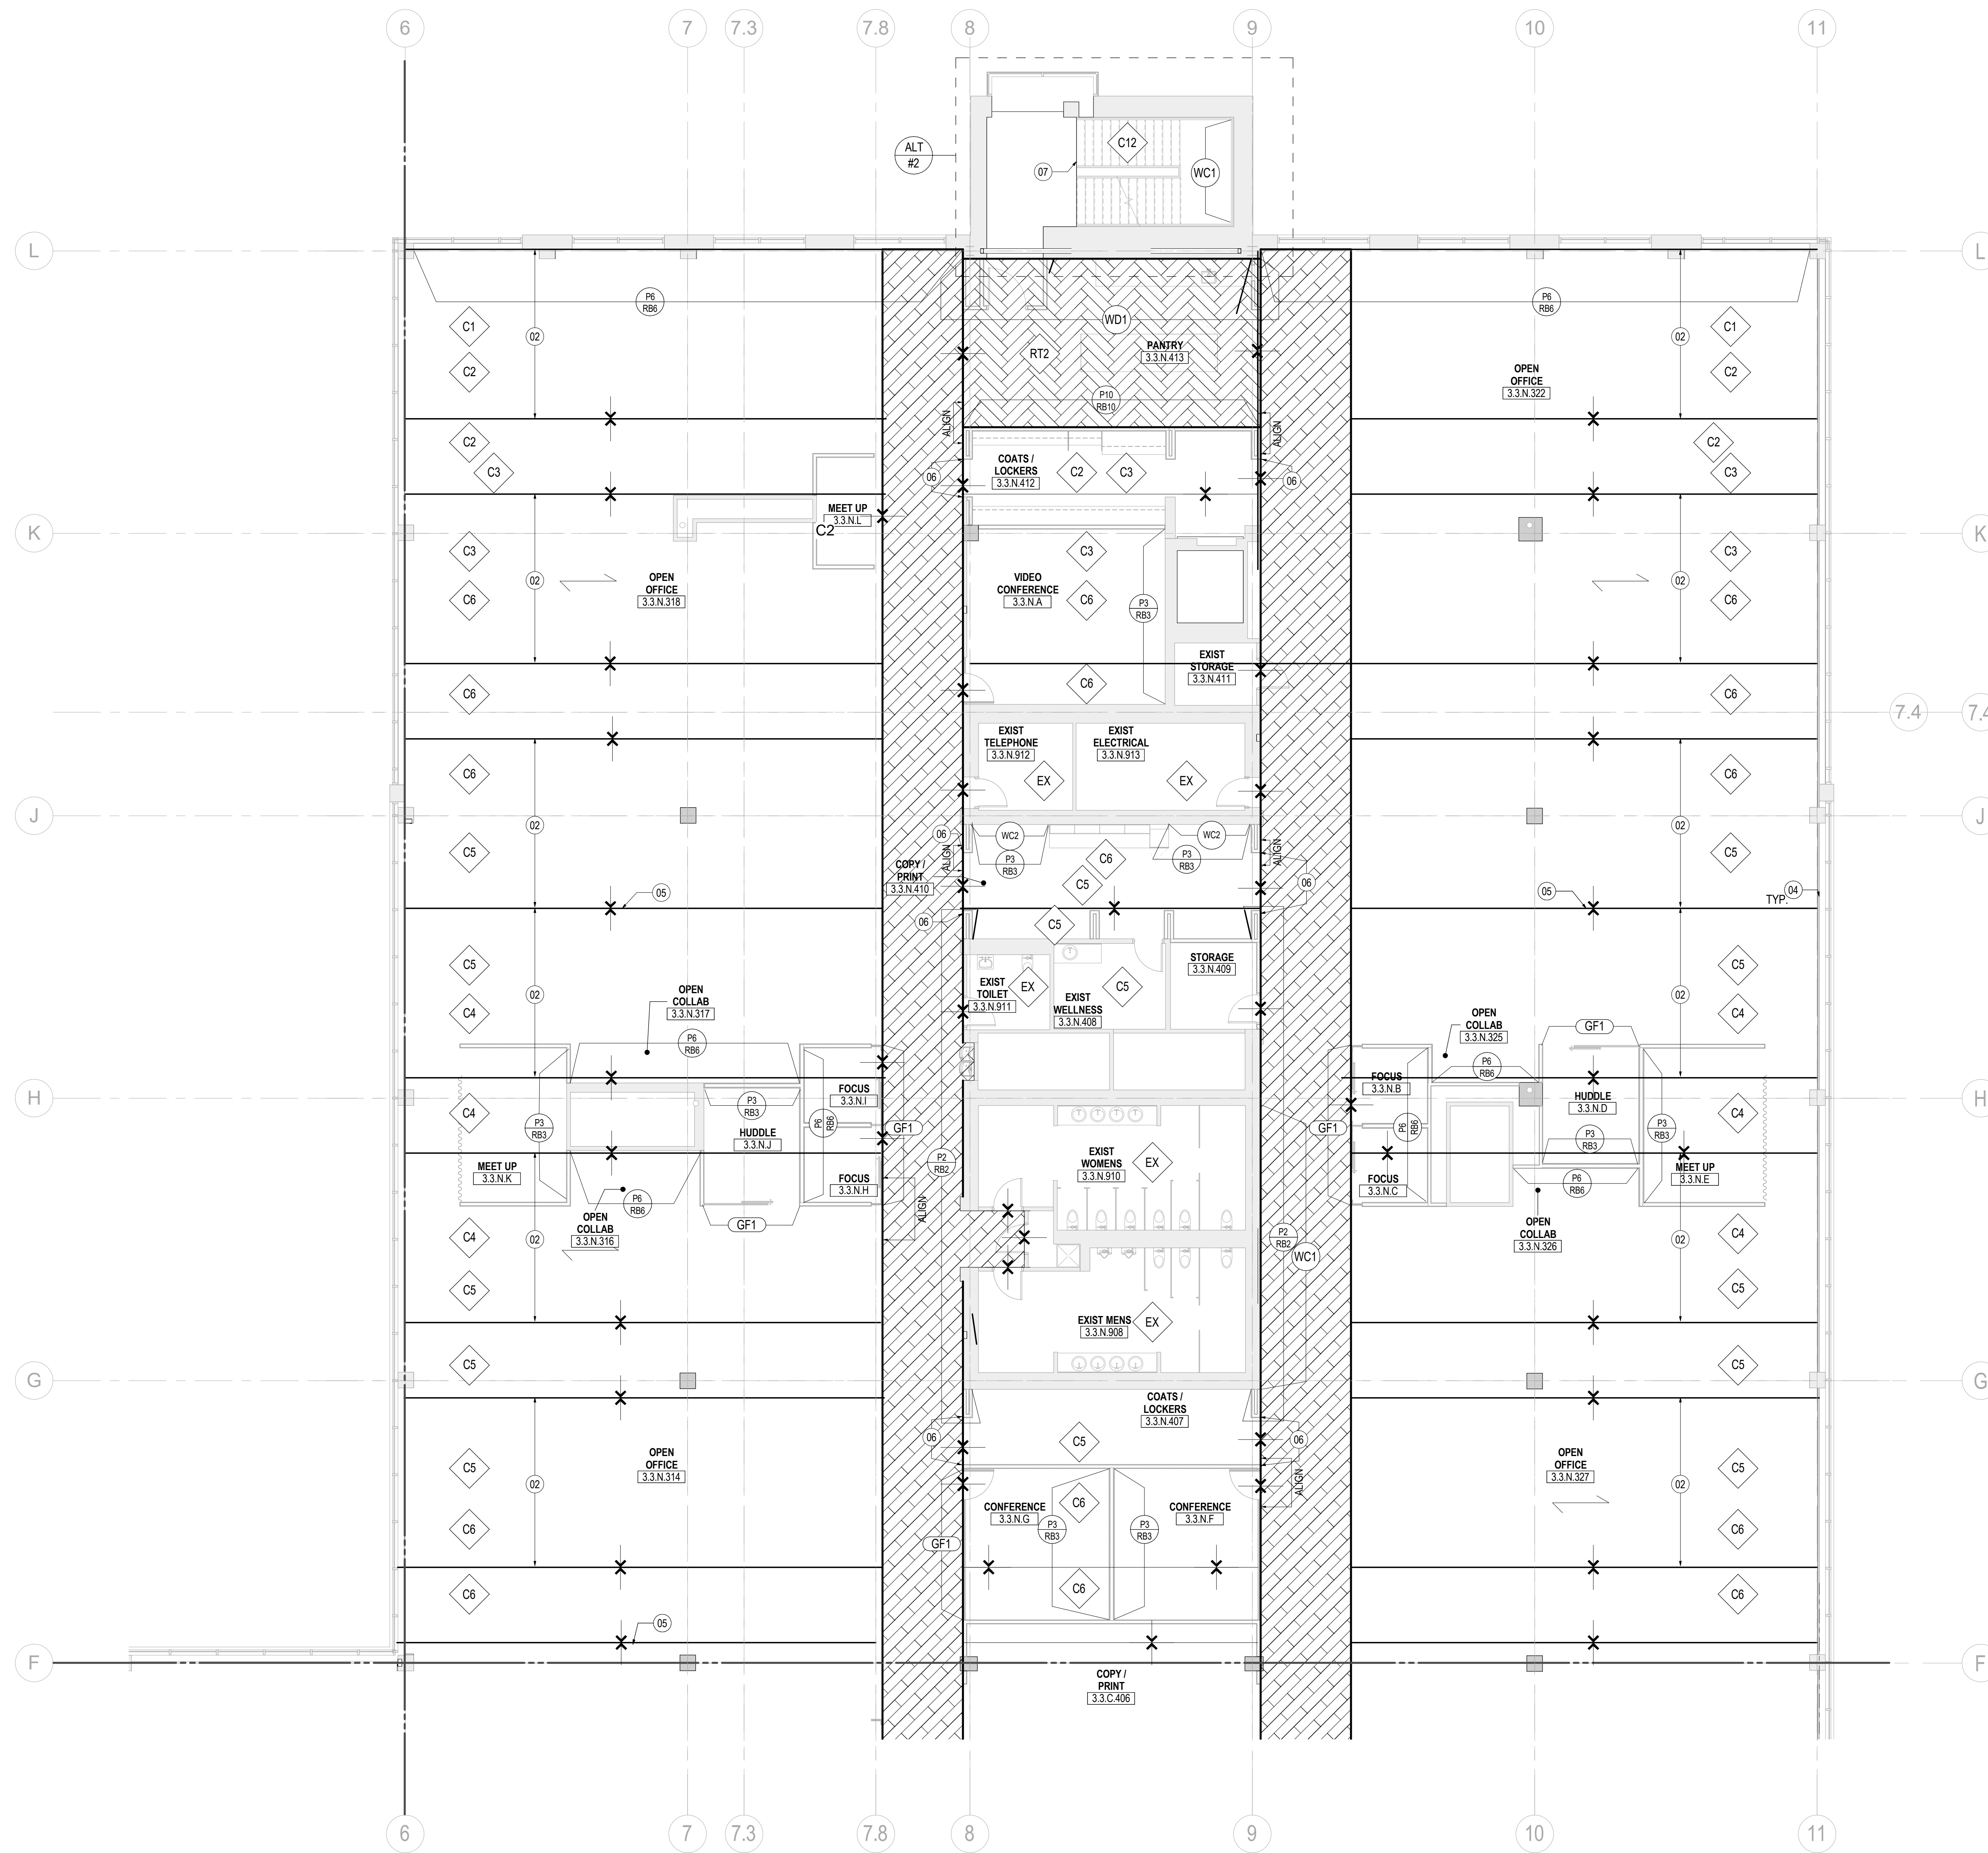 6
7
7.3
7.8
8
9
10
11
ALT
#2
07
C12
WC1
L
L
P6
RB6
P6
RB6
C1
02
C2
WD1
RT2
PANTRY
3.3.N.413
P10
RB10
C1
02
C2
OPEN
OFFICE
3.3.N.322
ALIGN
ALIGN
C2
C3
COATS /
LOCKERS
3.3.N.412
C2
C3
06
06
C2
C3
MEET UP
3.3.N.L
C2
K
K
C3
02
C6
OPEN
OFFICE
3.3.N.318
VIDEO
CONFERENCE
3.3.N.A
C3
C6
P3
RB3
C3
02
C6
EXIST
STORAGE
3.3.N.411
C6
C6
C6
7.4
7.4
EXIST
TELEPHONE
3.3.N.912
EX
EXIST
ELECTRICAL
3.3.N.913
EX
C6
C6
J
J
02
02
C5
C5
06
ALIGN
WC2
WC2
ALIGN
P3
RB3
P3
RB3
C6
C5
COPY /
PRINT
3.3.N.410
06
05
05
TYP.
04
06
C5
C5
C4
02
OPEN
COLLAB
3.3.N.317
EXIST
TOILET
3.3.N.911
EX
EXIST
WELLNESS
3.3.N.408
C5
STORAGE
3.3.N.409
C5
C4
02
OPEN
COLLAB
3.3.N.325
GF1
P6
RB6
P6
RB6
H
H
C4
P3
RB3
P3
RB3
HUDDLE
3.3.N.J
P6
RB6
FOCUS
3.3.N.I
GF1
GF1
FOCUS
3.3.N.B
P6
RB6
HUDDLE
3.3.N.D
P3
RB3
P3
RB3
C4
MEET UP
3.3.N.K
FOCUS
3.3.N.H
P2
RB2
EXIST
WOMENS
3.3.N.910
EX
FOCUS
3.3.N.C
P6
RB6
MEET UP
3.3.N.E
P6
RB6
OPEN
COLLAB
3.3.N.316
GF1
ALIGN
C4
02
C5
P2
RB2
WC1
OPEN
COLLAB
3.3.N.326
C4
02
C5
EXIST MENS
3.3.N.908
EX
C5
C5
G
G
COATS /
LOCKERS
3.3.N.407
06
C5
06
ALIGN
OPEN
OFFICE
3.3.N.314
C5
02
C6
CONFERENCE
3.3.N.G
C6
P3
RB3
P3
RB3
CONFERENCE
3.3.N.F
GF1
C6
OPEN
OFFICE
3.3.N.327
C5
02
C6
C6
C6
05
F
F
COPY /
PRINT
3.3.C.406
6
7
7.3
7.8
8
9
10
11